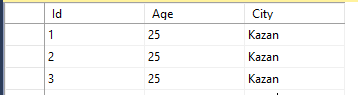 Id Age City
1 25 Kazan
2 25 Kazan
3 25 Kazan